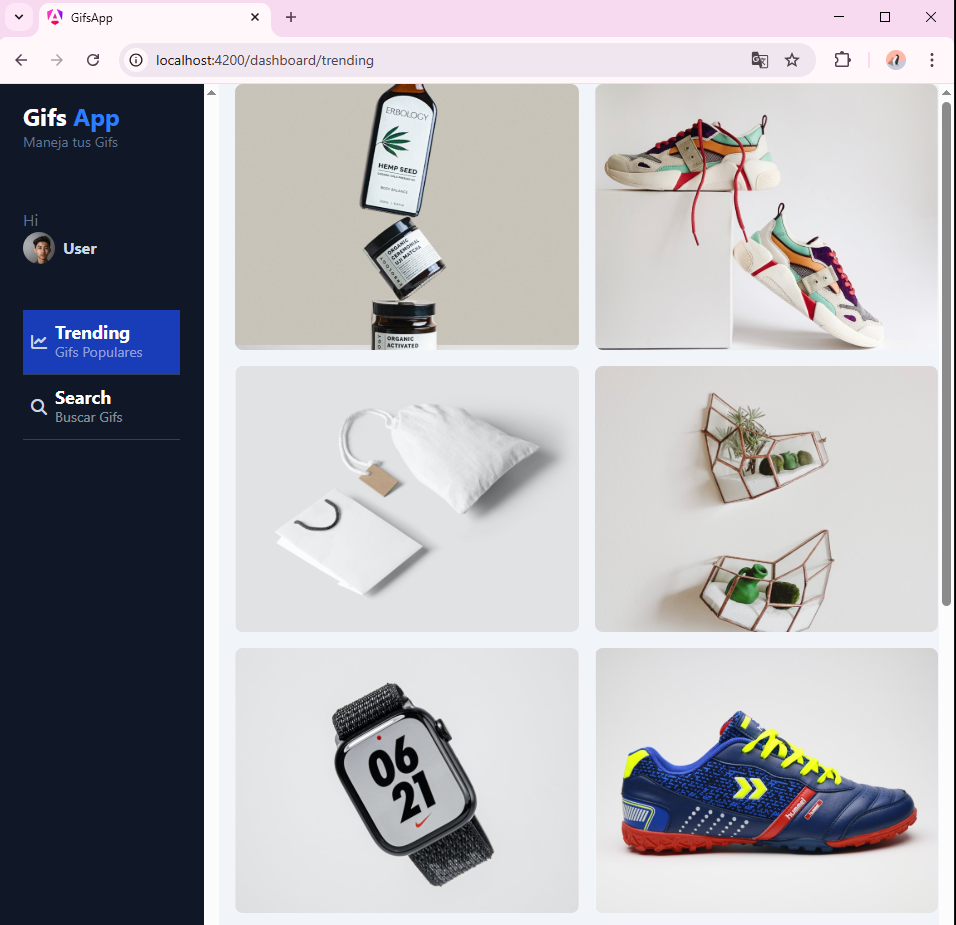 GifsApp
localhost:4200/dashboard/trending
Gifs App
Maneja tus Gifs
Hi
User
Trending
Gifs Populares
Search
Buscar Gifs
ERBOLOGY
HEMP SEED
BODY BALANCE
ORGANIC
CEREMONIAL
UJI MATCHA
ORGANIC
ACTIVATED
06
21
hummel